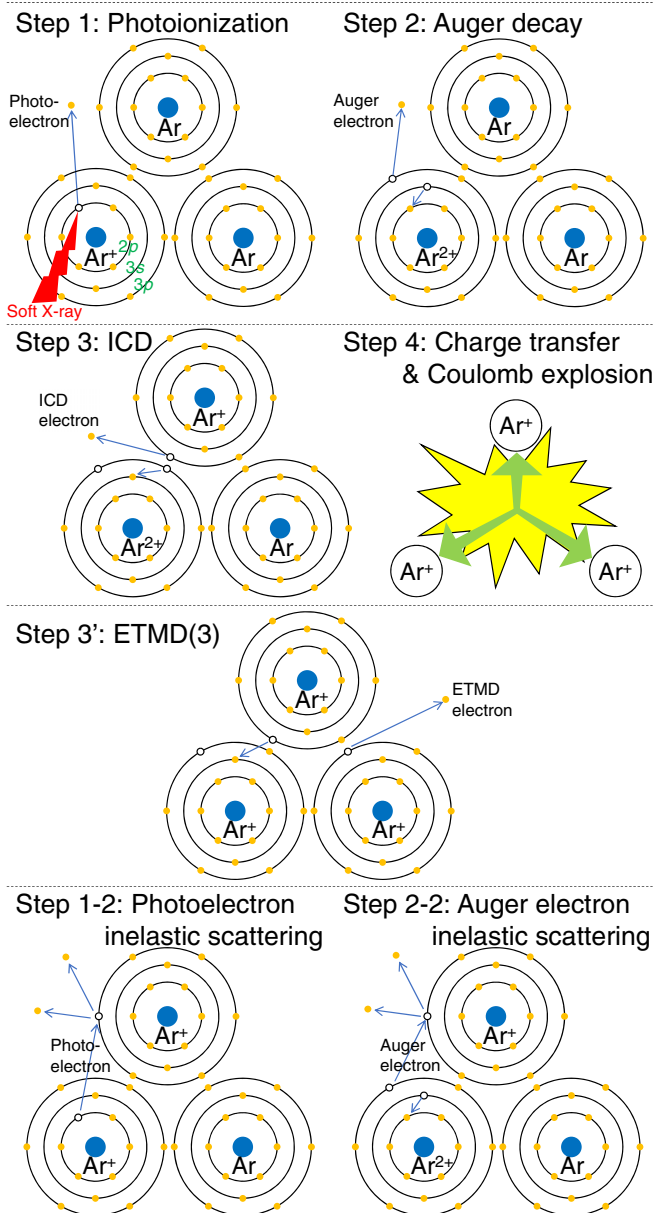 Step 1: Photoionization
Photo-
electron
Ar
Ar⁺
2p
3s
3p
Ar
Soft X-ray
Step 2: Auger decay
Auger
electron
Ar
Ar²⁺
Ar
Step 3: ICD
ICD
electron
Ar⁺
Ar²⁺
Ar
Step 4: Charge transfer
& Coulomb explosion
Ar⁺
Ar⁺
Ar⁺
Step 3’: ETMD(3)
ETMD
electron
Ar⁺
Ar⁺
Ar⁺
Step 1-2: Photoelectron
inelastic scattering
Ar⁺
Photo-
electron
Ar⁺
Ar
Step 2-2: Auger electron
inelastic scattering
Ar⁺
Auger
electron
Ar²⁺
Ar